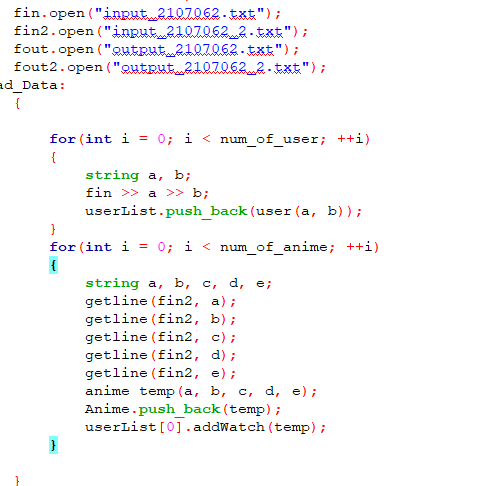 fin.open("input_2107062.txt");
fin2.open("input_2107062_2.txt");
fout.open("output_2107062.txt");
fout2.open("output_2107062_2.txt");
ad_Data:
{
for(int i = 0; i < num_of_user; ++i)
{
string a, b;
fin >> a >> b;
userList.push_back(user(a, b));
}
for(int i = 0; i < num_of_anime; ++i)
{
string a, b, c, d, e;
getline(fin2, a);
getline(fin2, b);
getline(fin2, c);
getline(fin2, d);
getline(fin2, e);
anime temp(a, b, c, d, e);
Anime.push_back(temp);
userList[0].addWatch(temp);
}
}